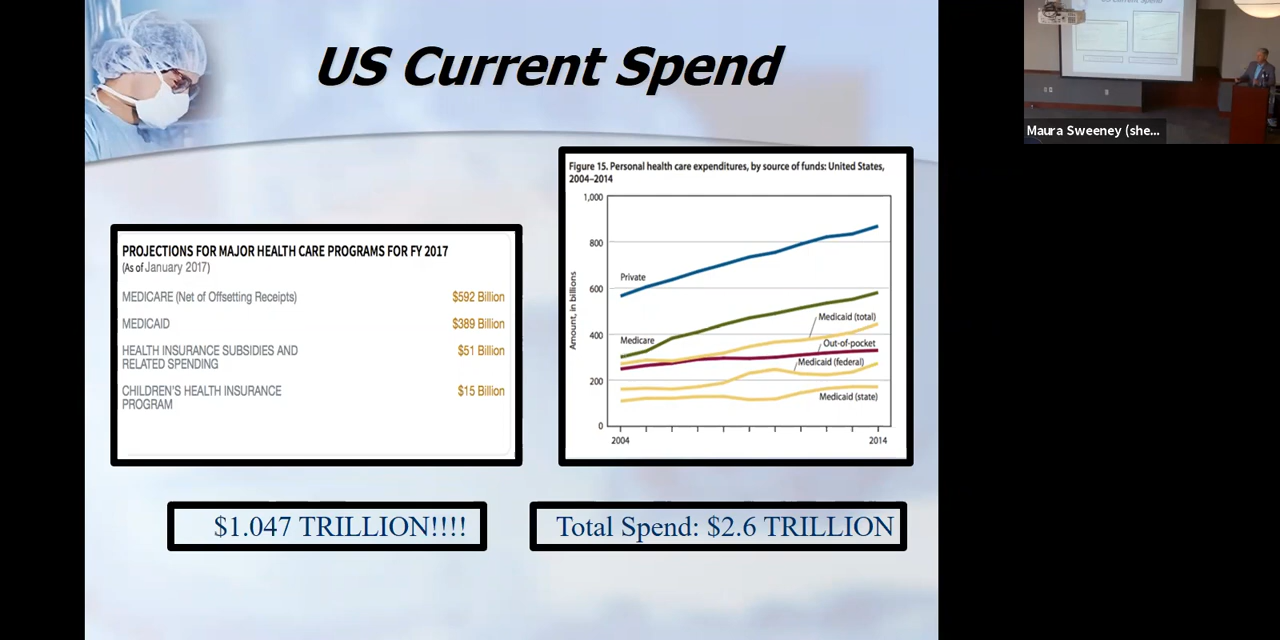 US Current Spend
PROJECTIONS FOR MAJOR HEALTH CARE PROGRAMS FOR FY 2017
(As of January 2017)
MEDICARE (Net of Offsetting Receipts) $592 Billion
MEDICAID $389 Billion
HEALTH INSURANCE SUBSIDIES AND $51 Billion
RELATED SPENDING
CHILDREN'S HEALTH INSURANCE $15 Billion
PROGRAM
$1.047 TRILLION!!!!
Figure 15. Personal health care expenditures, by source of funds: United States,
2004–2014
1,000
800
600
400
200
0
Amount, in billions
Private
Medicare
Medicaid (total)
Out-of-pocket
Medicaid (federal)
Medicaid (state)
2004
2014
Total Spend: $2.6 TRILLION
US Current Spend
Maura Sweeney (she...